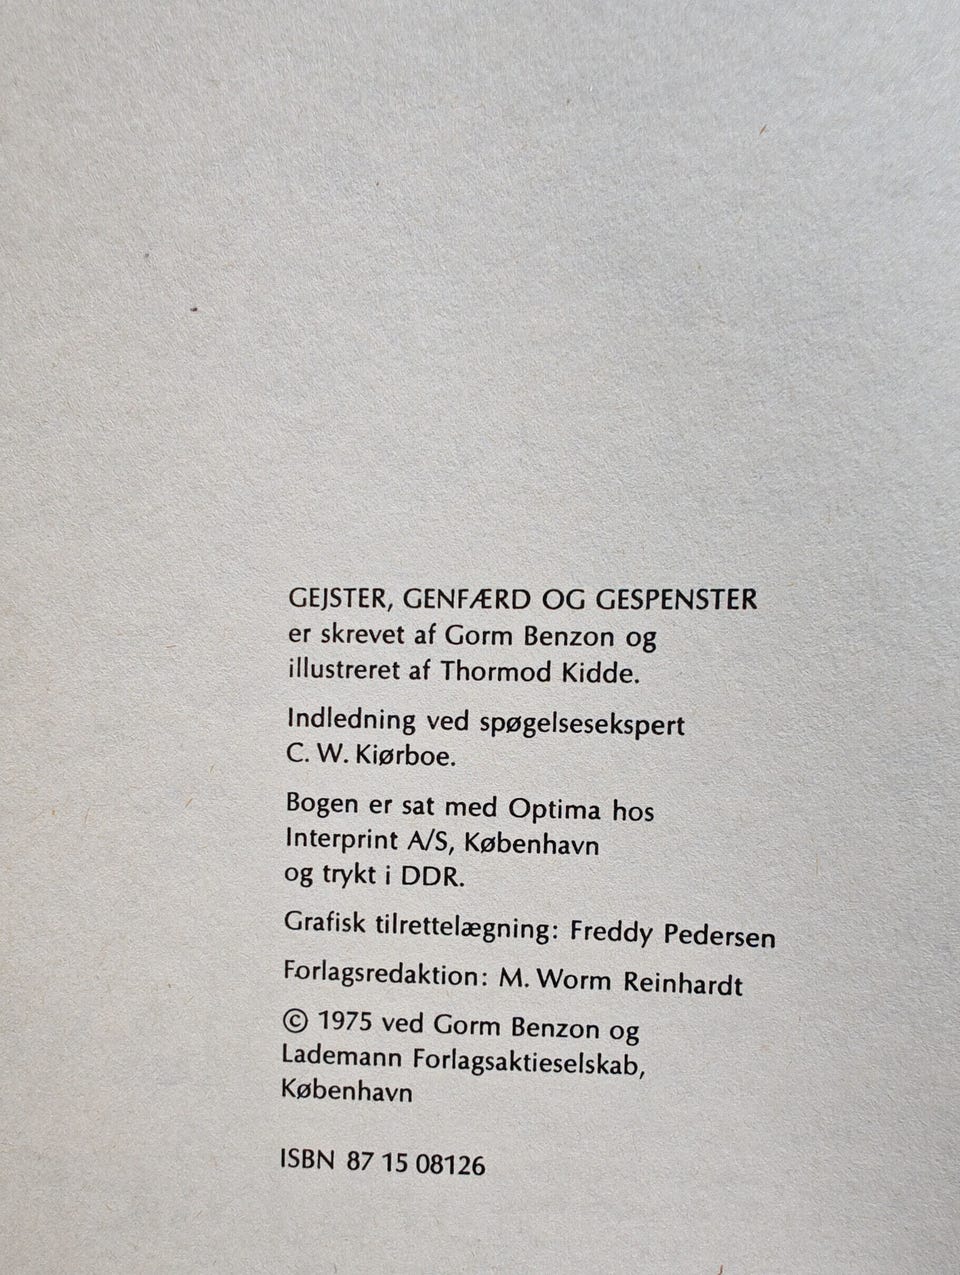 GEJSTER, GENFÆRD OG GESPENSTER
er skrevet af Gorm Benzon og
illustreret af Thormod Kidde.
Indledning ved spøgelsesekspert
C. W. Kiørboe.
Bogen er sat med Optima hos
Interprint A/S, København
og trykt i DDR.
Grafisk tilrettelægning: Freddy Pedersen
Forlagsredaktion: M. Worm Reinhardt
© 1975 ved Gorm Benzon og
Lademann Forlagsaktieselskab,
København
ISBN 87 15 08126